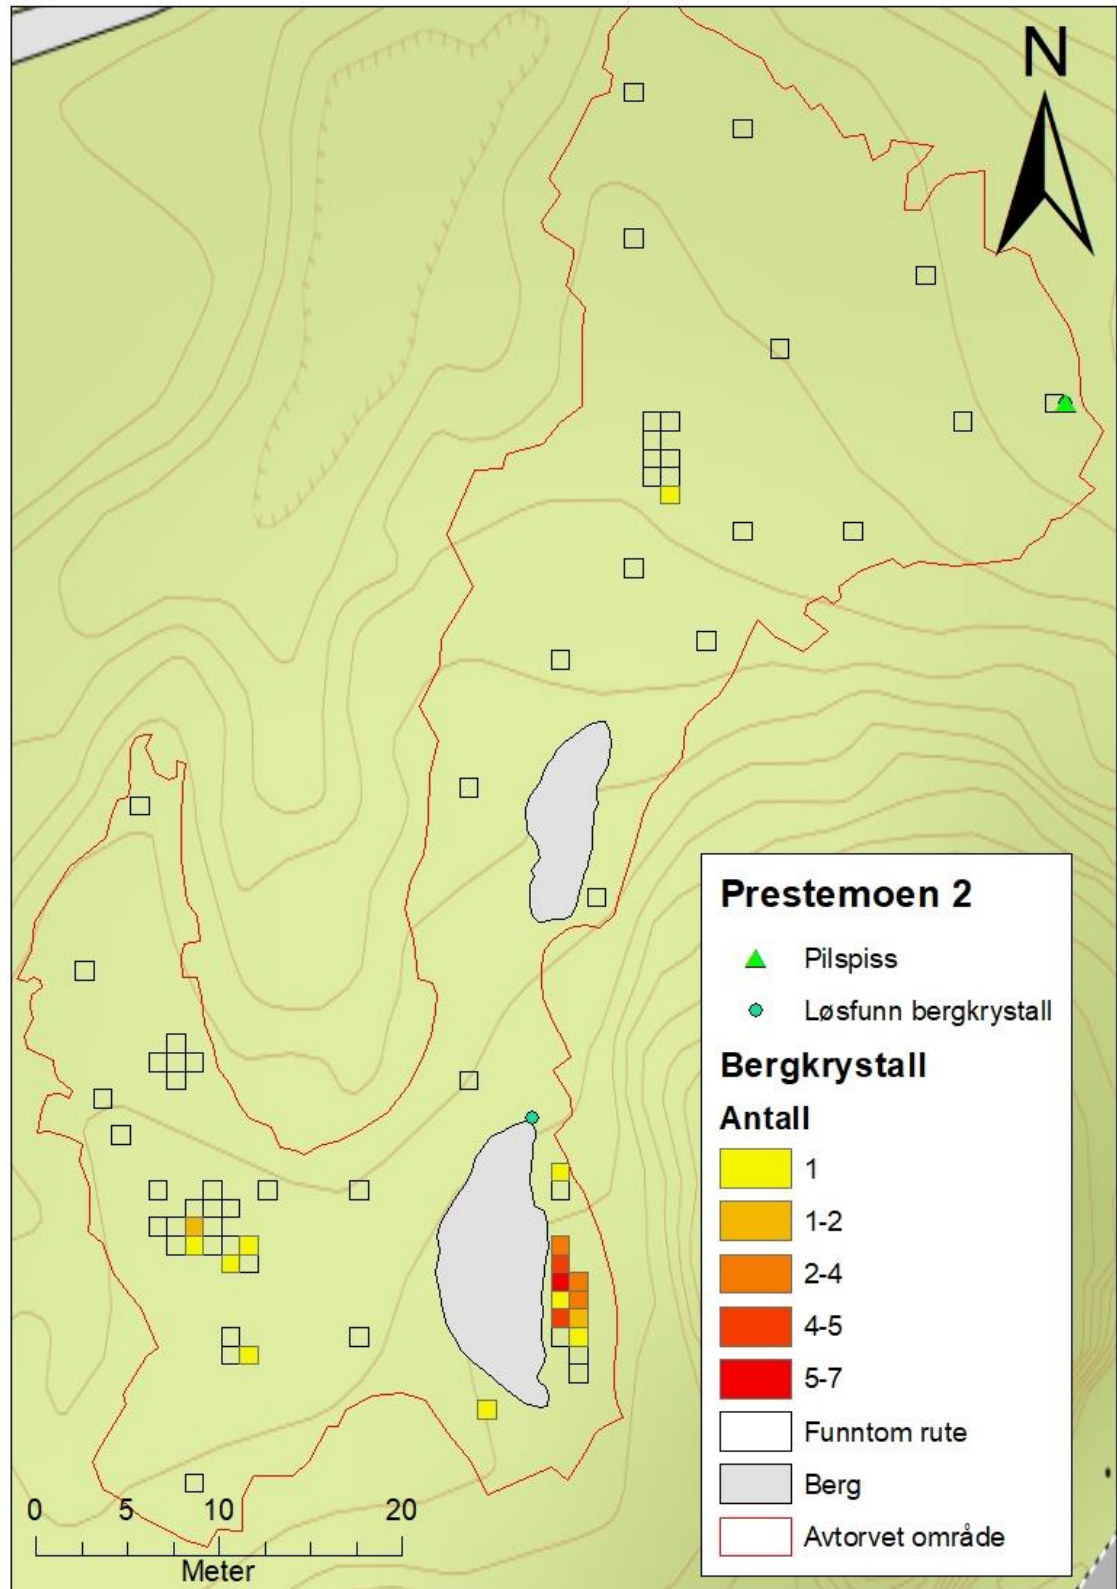 N
Prestemoen 2
Pilspiss
Løsfunn bergkrystall
Bergkrystall
Antall
1
1-2
2-4
4-5
5-7
Funntom rute
Berg
Avtorvet område
0 5 10 20
Meter